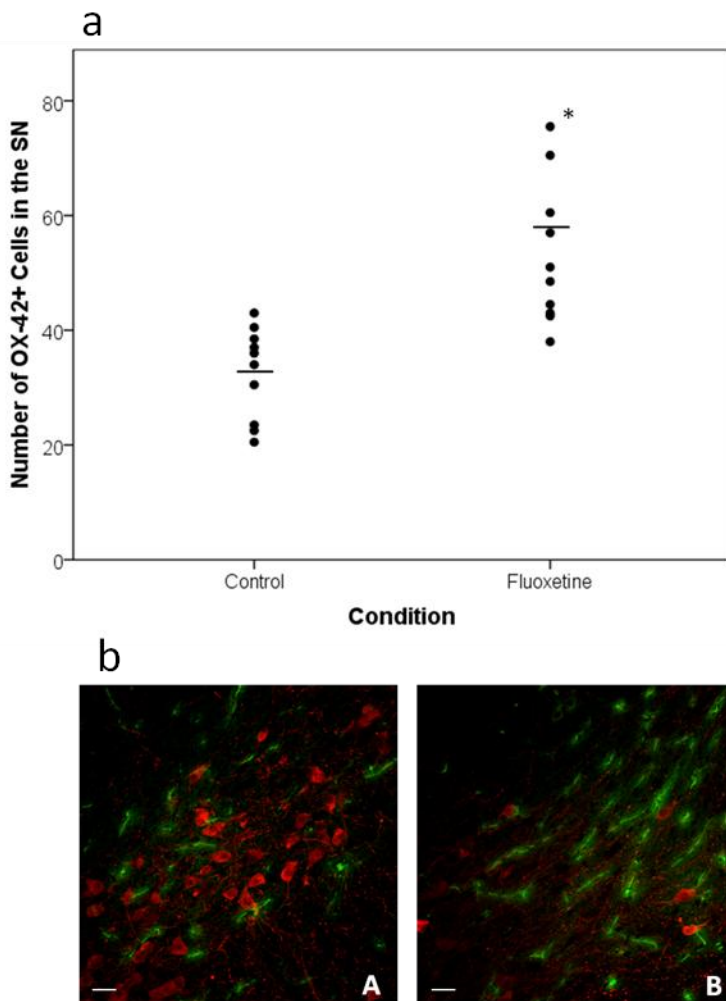 a
Number of OX-42+ Cells in the SN
80
*
60
40
20
0
Control
Fluoxetine
Condition
b
A
B